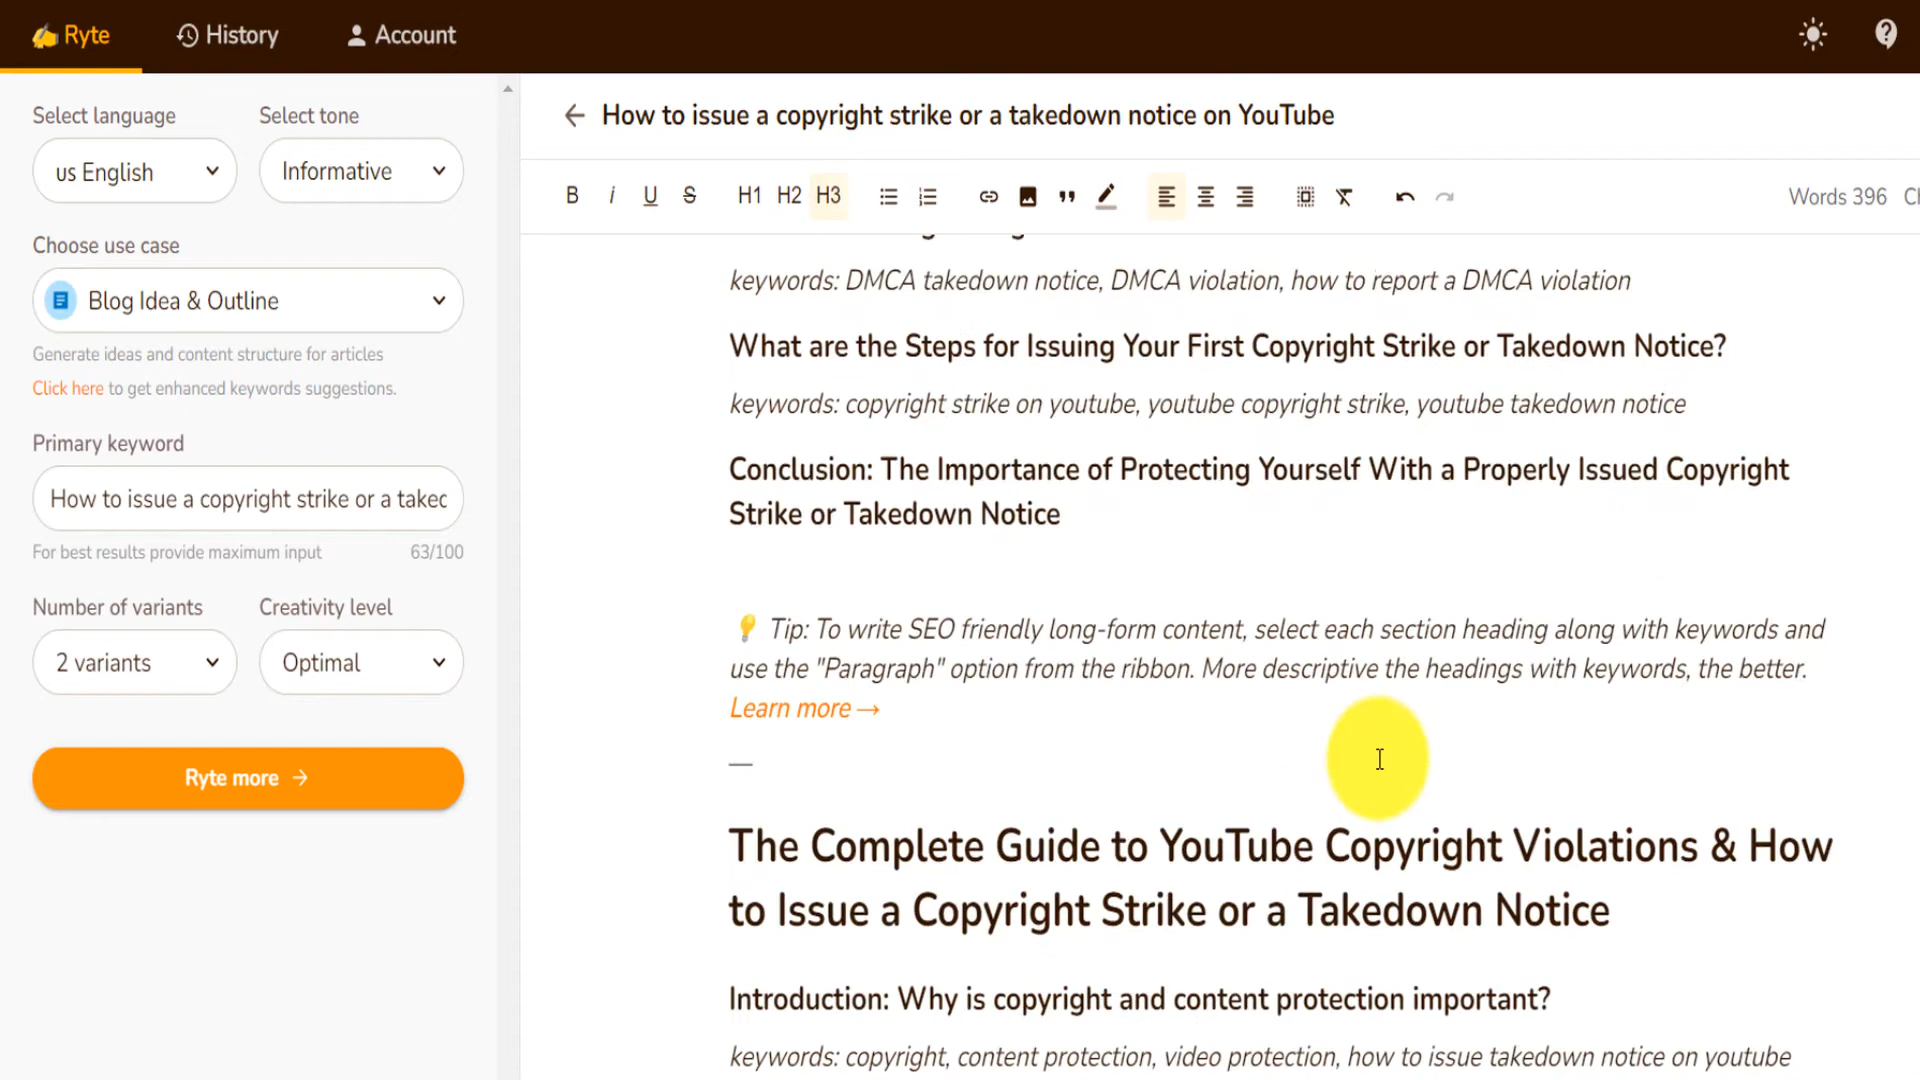 Ryte
History
Account
Select language
Select tone
us English
Informative
Choose use case
Blog Idea & Outline
Generate ideas and content structure for articles
Click here to get enhanced keywords suggestions.
Primary keyword
How to issue a copyright strike or a taked
For best results provide maximum input
63/100
Number of variants
Creativity level
2 variants
Optimal
Ryte more →
How to issue a copyright strike or a takedown notice on YouTube
B i U S H1 H2 H3
Words 396
keywords: DMCA takedown notice, DMCA violation, how to report a DMCA violation
What are the Steps for Issuing Your First Copyright Strike or Takedown Notice?
keywords: copyright strike on youtube, youtube copyright strike, youtube takedown notice
Conclusion: The Importance of Protecting Yourself With a Properly Issued Copyright
Strike or Takedown Notice
💡 Tip: To write SEO friendly long-form content, select each section heading along with keywords and
use the "Paragraph" option from the ribbon. More descriptive the headings with keywords, the better.
Learn more →
—
The Complete Guide to YouTube Copyright Violations & How
to Issue a Copyright Strike or a Takedown Notice
Introduction: Why is copyright and content protection important?
keywords: copyright, content protection, video protection, how to issue takedown notice on youtube